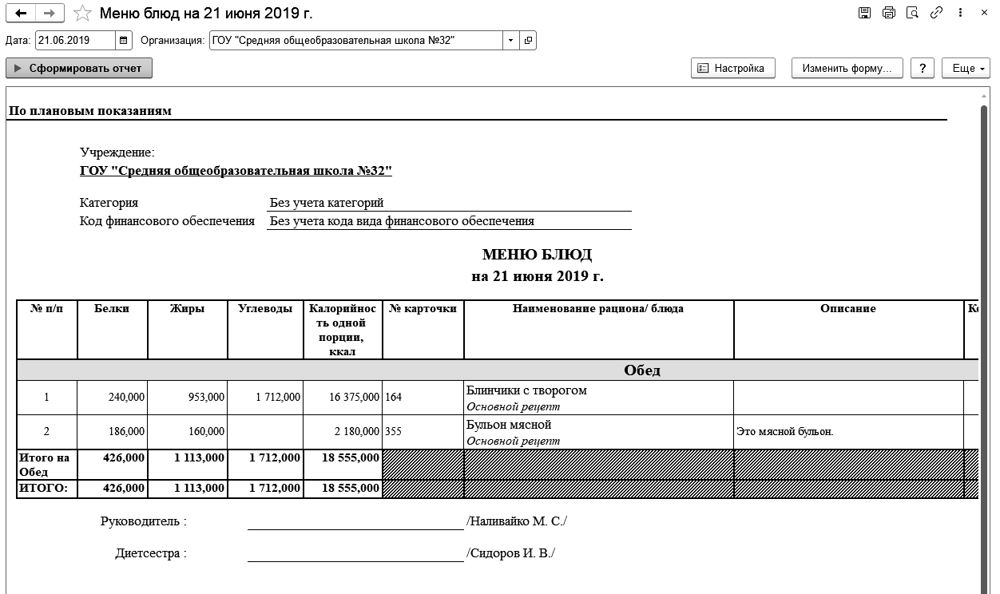 Меню блюд на 21 июня 2019 г.
Дата: 21.06.2019 Организация: ГОУ "Средняя общеобразовательная школа №32"
Сформировать отчет Настройка Изменить форму... ? Еще
По плановым показаниям
Учреждение:
ГОУ "Средняя общеобразовательная школа №32"
Категория Без учета категорий
Код финансового обеспечения Без учета кода вида финансового обеспечения
МЕНЮ БЛЮД
на 21 июня 2019 г.
№ п/п Белки Жиры Углеводы Калорийнос № карточки Наименование рациона/ блюда Описание
ть одной
порции,
ккал
Обед
1 240,000 953,000 1 712,000 16 375,000 164 Блинчики с творогом
Основной рецепт
2 186,000 160,000 2 180,000 355 Бульон мясной Это мясной бульон.
Основной рецепт
Итого на 426,000 1 113,000 1 712,000 18 555,000
Обед
ИТОГО: 426,000 1 113,000 1 712,000 18 555,000
Руководитель : /Наливайко М. С./
Диетсестра : /Сидоров И. В./